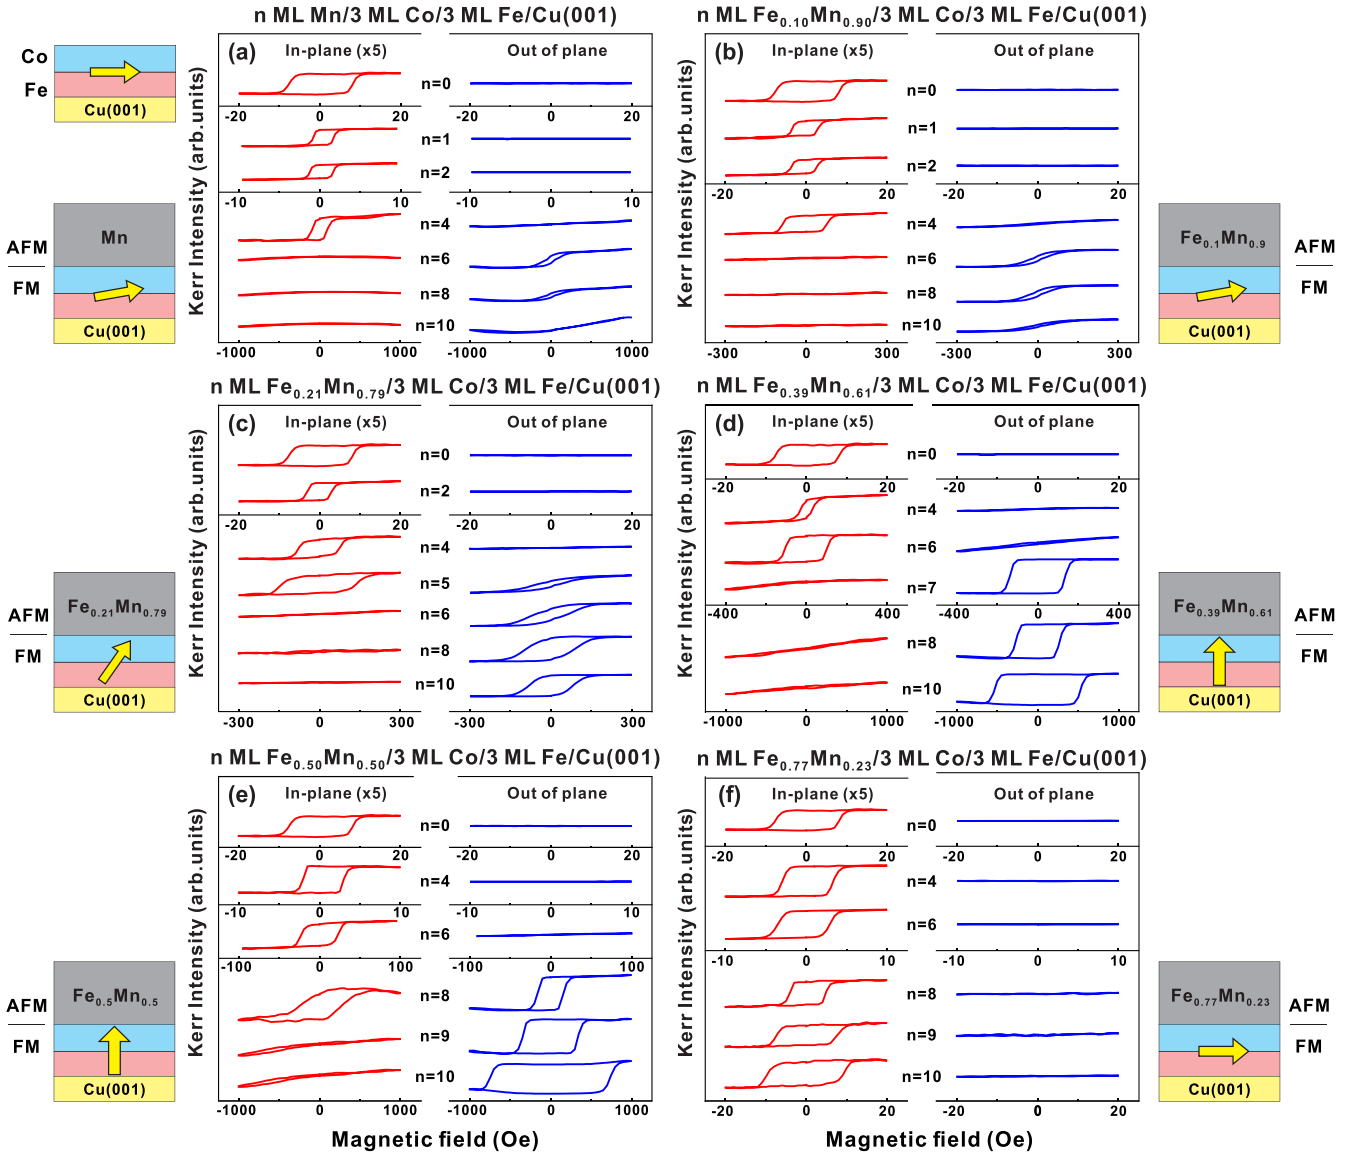 n ML Mn/3 ML Co/3 ML Fe/Cu(001)
Co
Fe
Cu(001)
AFM
FM
Mn
Cu(001)
Kerr Intensity (arb.units)
(a)
In-plane (x5)
Out of plane
n=0
-20 0 20 -20 0 20
n=1
n=2
-10 0 10 -10 0 10
n=4
n=6
n=8
n=10
-1000 0 1000 -1000 0 1000
n ML Fe0.10Mn0.90/3 ML Co/3 ML Fe/Cu(001)
Kerr Intensity (arb.units)
(b)
In-plane (x5)
Out of plane
n=0
n=1
n=2
-20 0 20 -20 0 20
n=4
n=6
n=8
n=10
-300 0 300 -300 0 300
Fe0.1Mn0.9
Cu(001)
AFM
FM
n ML Fe0.21Mn0.79/3 ML Co/3 ML Fe/Cu(001)
AFM
FM
Fe0.21Mn0.79
Cu(001)
Kerr Intensity (arb.units)
(c)
In-plane (x5)
Out of plane
n=0
n=2
-20 0 20 -20 0 20
n=4
n=5
n=6
n=8
n=10
-300 0 300 -300 0 300
n ML Fe0.39Mn0.61/3 ML Co/3 ML Fe/Cu(001)
Kerr Intensity (arb.units)
(d)
In-plane (x5)
Out of plane
n=0
-20 0 20 -20 0 20
n=4
n=6
n=7
-400 0 400 -400 0 400
n=8
n=10
-1000 0 1000 -1000 0 1000
Fe0.39Mn0.61
Cu(001)
AFM
FM
n ML Fe0.50Mn0.50/3 ML Co/3 ML Fe/Cu(001)
AFM
FM
Fe0.5Mn0.5
Cu(001)
Kerr Intensity (arb.units)
(e)
In-plane (x5)
Out of plane
n=0
-20 0 20 -20 0 20
n=4
-10 0 10 -10 0 10
n=6
-100 0 100 -100 0 100
n=8
n=9
n=10
-1000 0 1000 -1000 0 1000
Magnetic field (Oe)
n ML Fe0.77Mn0.23/3 ML Co/3 ML Fe/Cu(001)
Kerr Intensity (arb.units)
(f)
In-plane (x5)
Out of plane
n=0
-20 0 20 -20 0 20
n=4
n=6
-10 0 10 -10 0 10
n=8
n=9
n=10
-20 0 20 -20 0 20
Magnetic field (Oe)
Fe0.77Mn0.23
Cu(001)
AFM
FM